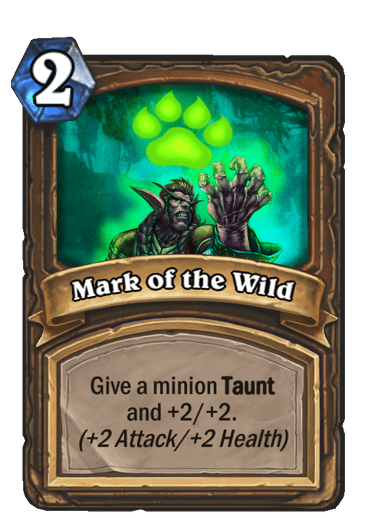 2
Mark of the Wild
Give a minion Taunt
and +2/+2.
(+2 Attack/+2 Health)